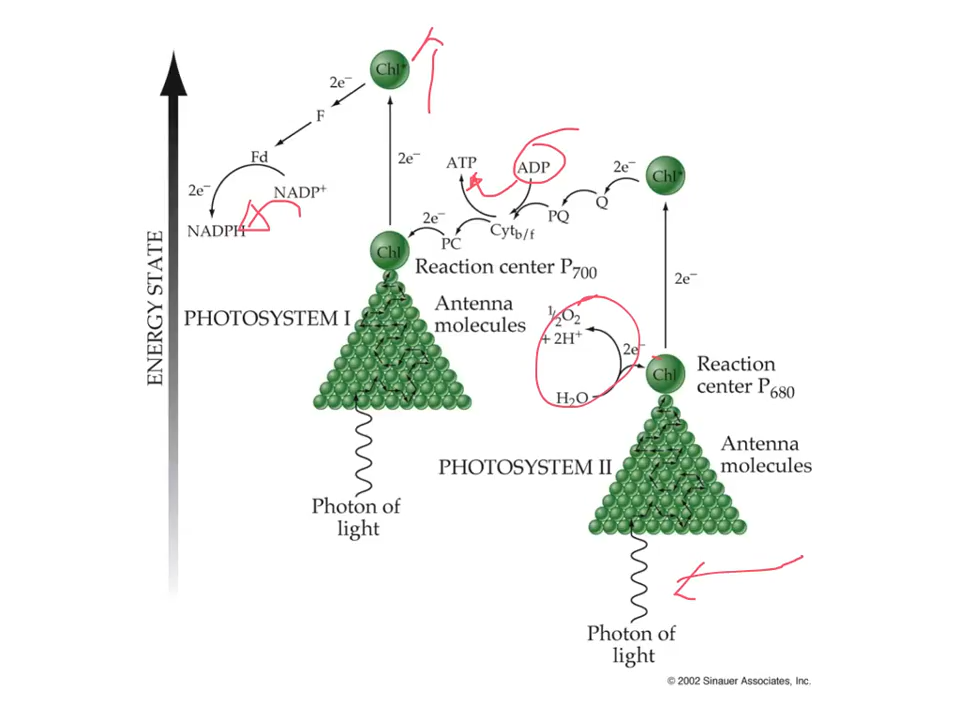 ENERGY STATE
Chl*
2e⁻
F
Fd
2e⁻
NADP⁺
NADPH
2e⁻
ATP
ADP
2e⁻
Chl*
Q
PQ
Cyt b/f
2e⁻
PC
Chl
Reaction center P₇₀₀
PHOTOSYSTEM I
Antenna
molecules
2e⁻
½O₂
+ 2H⁺
2e⁻
H₂O
Chl
Reaction
center P₆₈₀
PHOTOSYSTEM II
Antenna
molecules
Photon of
light
Photon of
light
© 2002 Sinauer Associates, Inc.